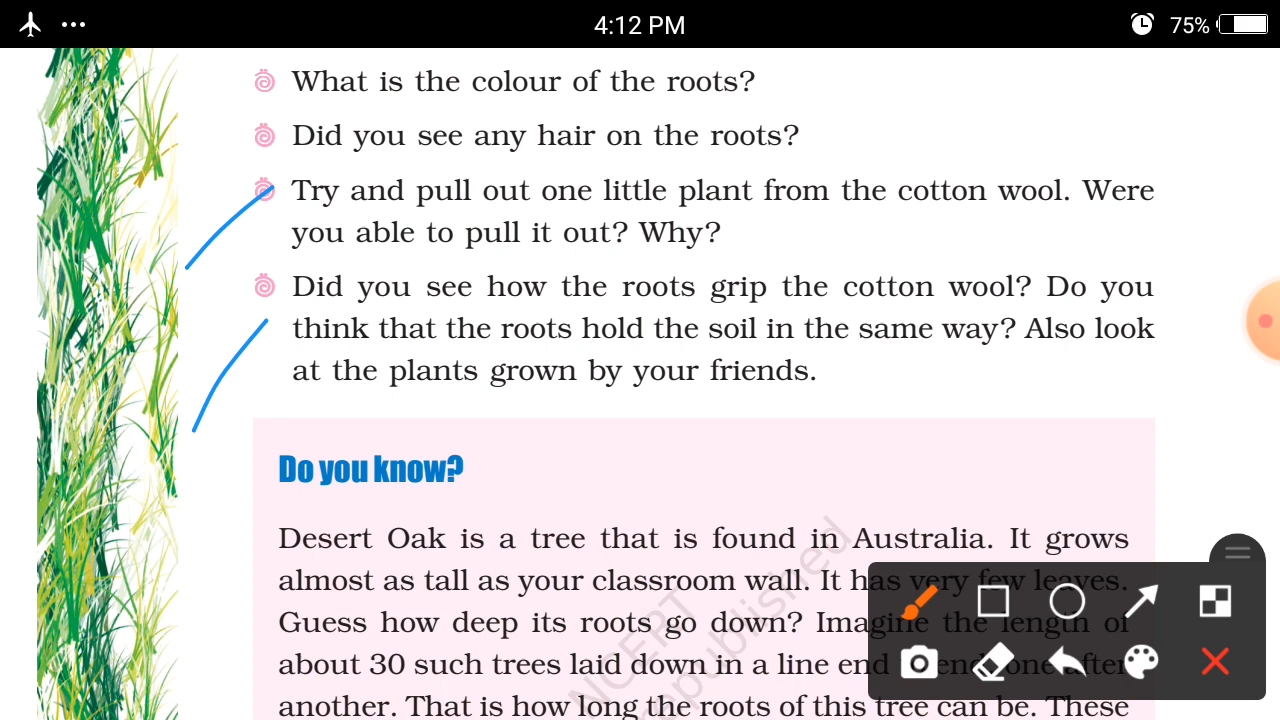 4:12 PM
75%
What is the colour of the roots?
Did you see any hair on the roots?
Try and pull out one little plant from the cotton wool. Were
you able to pull it out? Why?
Did you see how the roots grip the cotton wool? Do you
think that the roots hold the soil in the same way? Also look
at the plants grown by your friends.
Do you know?
Desert Oak is a tree that is found in Australia. It grows
almost as tall as your classroom wall. It has very few leaves.
Guess how deep its roots go down? Imagine the length of
about 30 such trees laid down in a line end end one after
another. That is how long the roots of this tree can be. These
NCERT